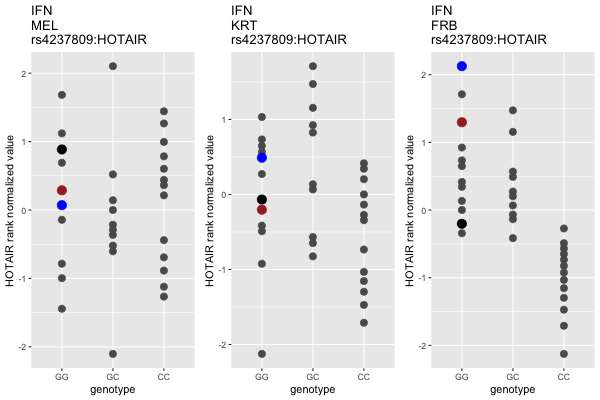 IFN
MEL
rs4237809:HOTAIR
HOTAIR rank normalized value
2
1
0
-1
-2
GG
GC
CC
genotype
IFN
KRT
rs4237809:HOTAIR
HOTAIR rank normalized value
1
0
-1
-2
GG
GC
CC
genotype
IFN
FRB
rs4237809:HOTAIR
HOTAIR rank normalized value
2
1
0
-1
-2
GG
GC
CC
genotype